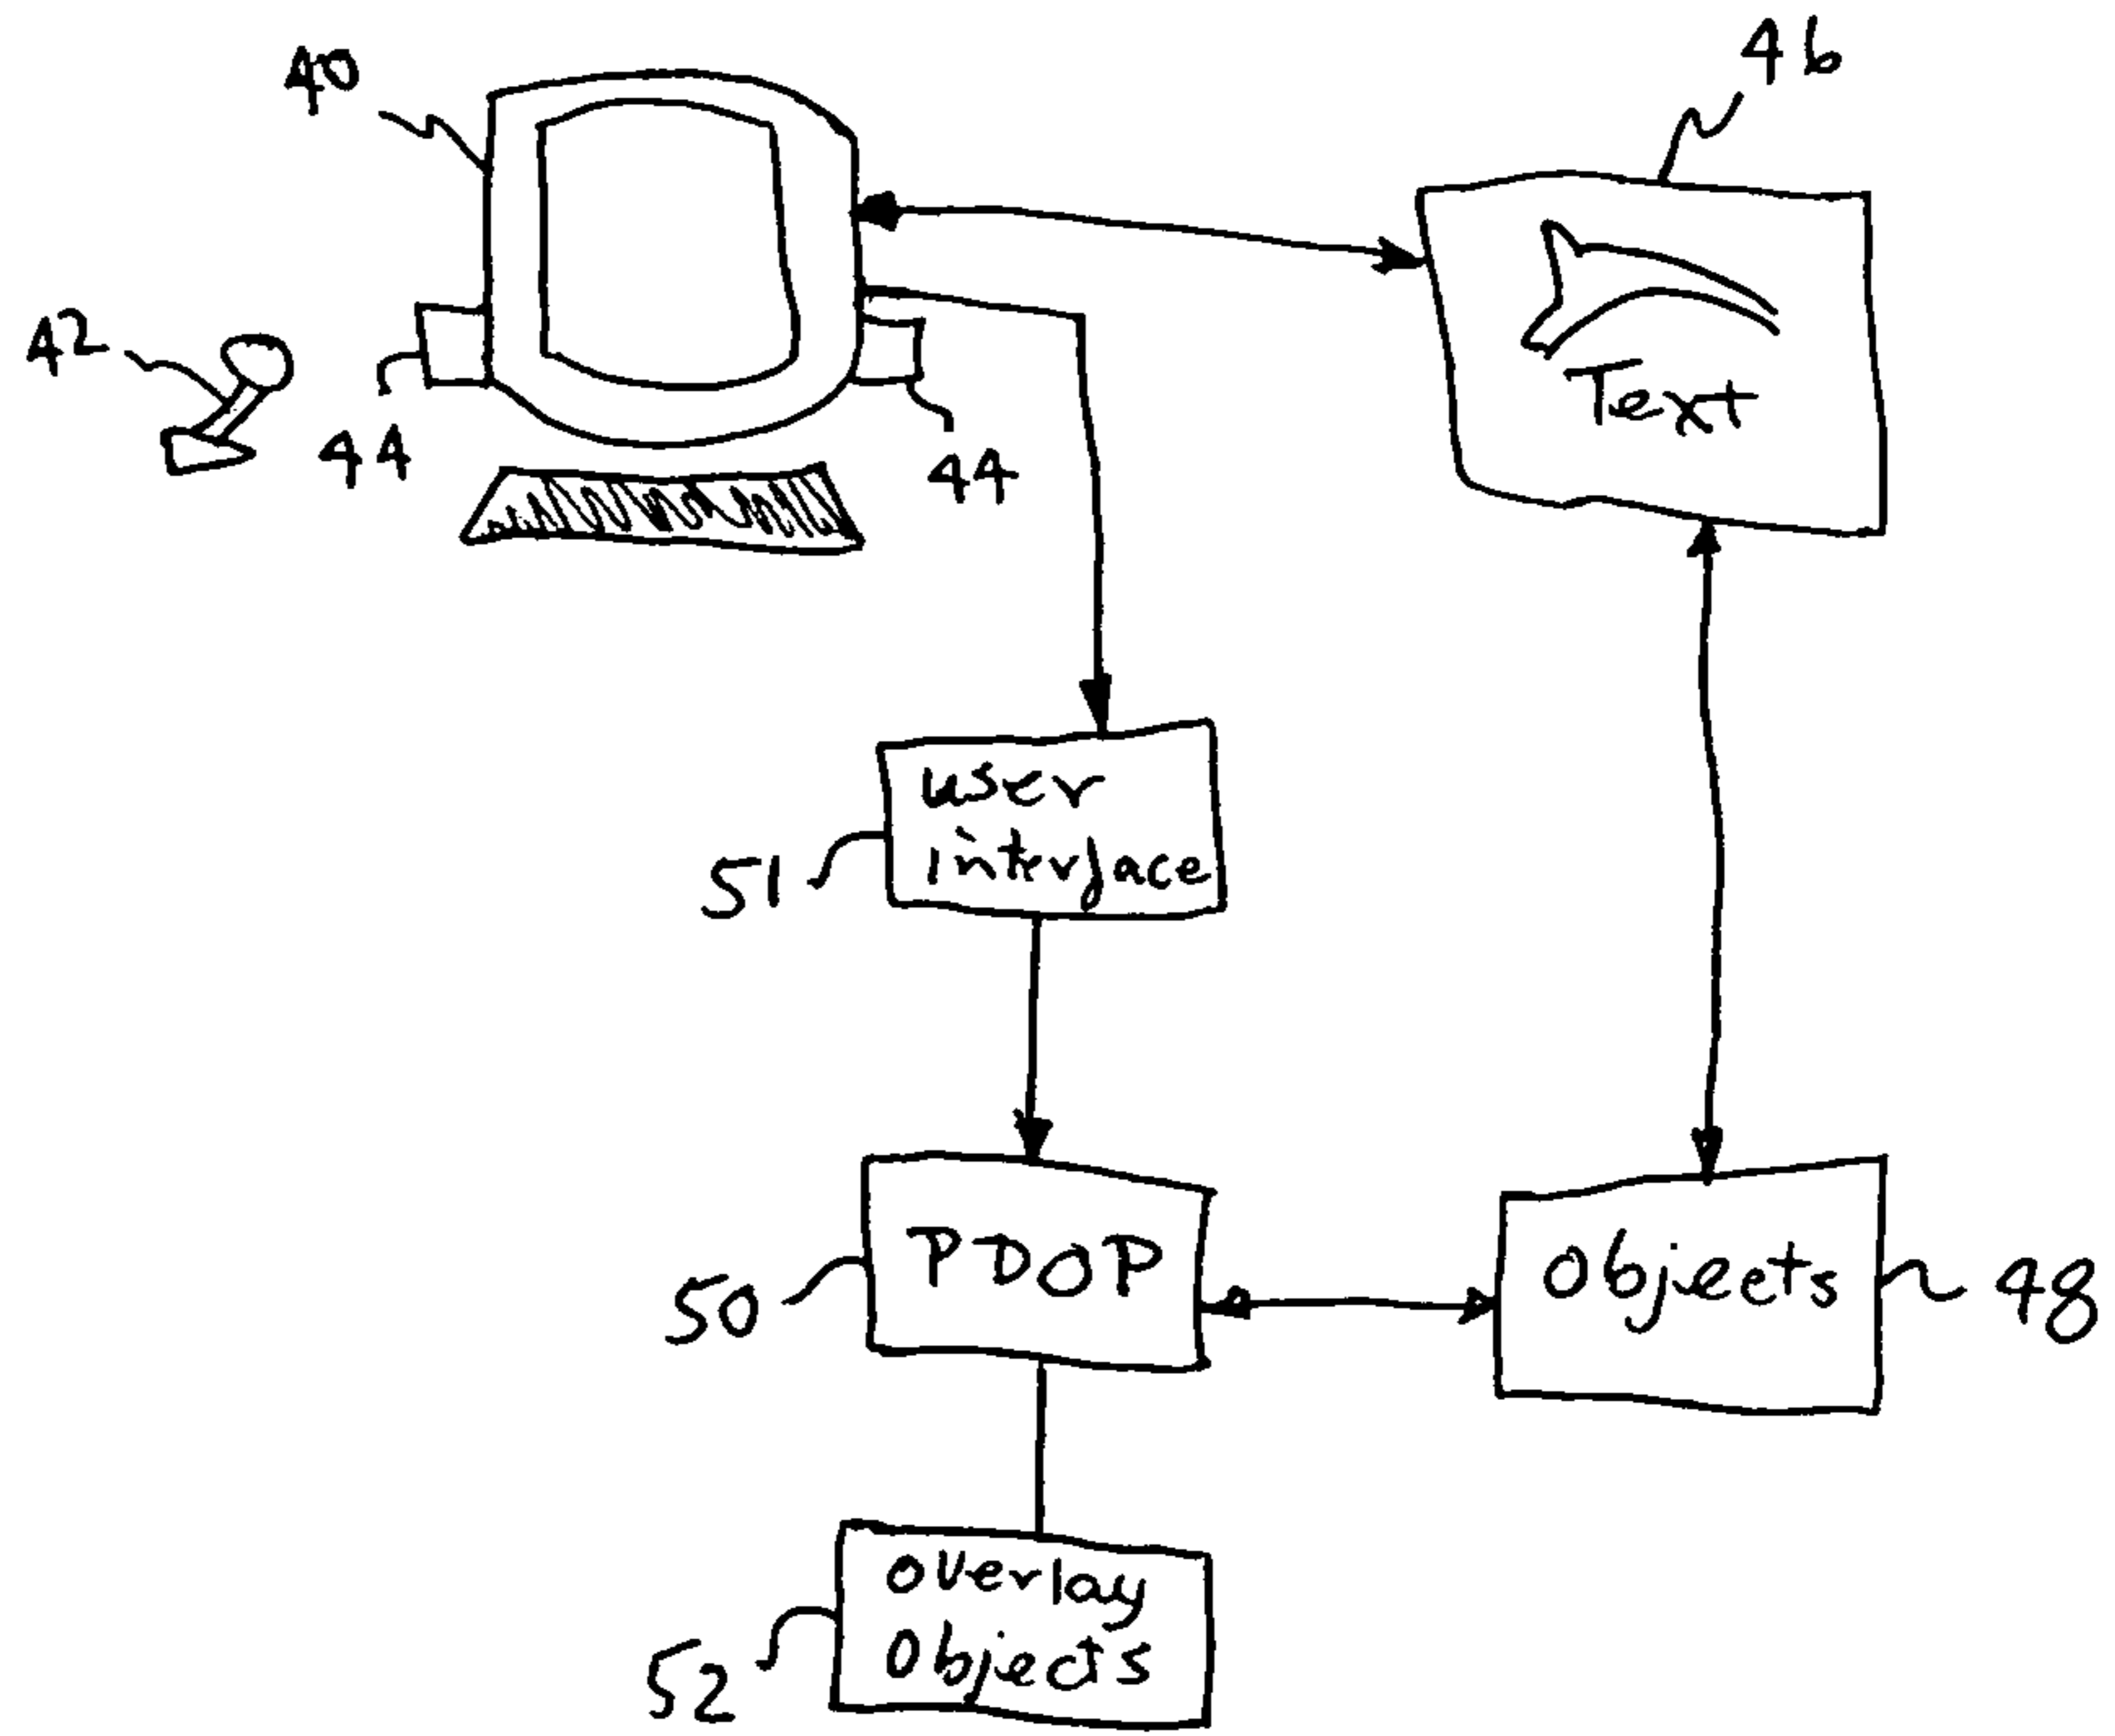 40
46
42
44
44
Text
user
interface
51
PDOP
50
Objects
48
overlay
Objects
52